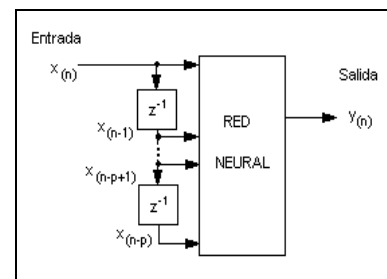 Entrada
Salida
x(n)
z-1
x(n-1)
RED
NEURAL
y(n)
x(n-p+1)
z-1
x(n-p)